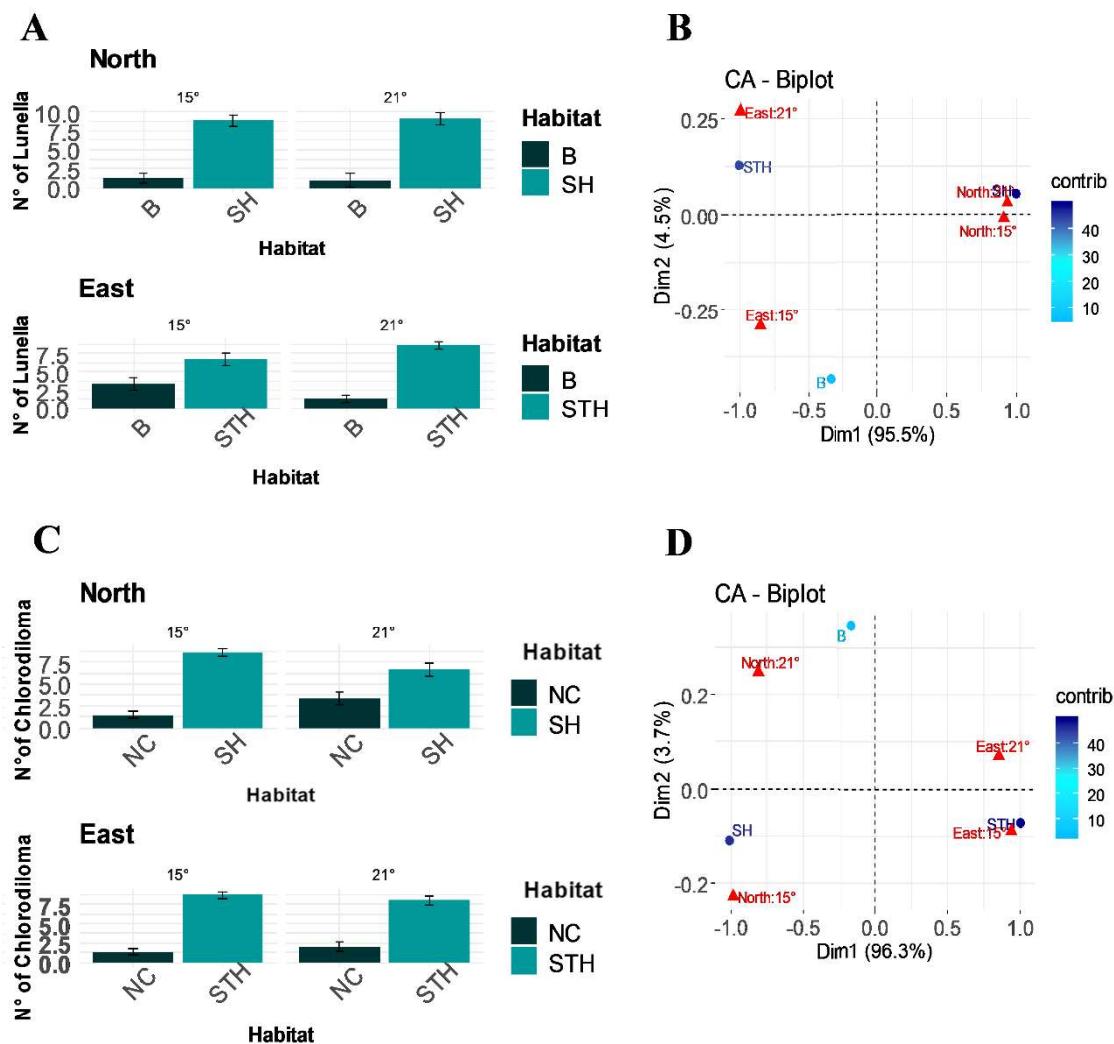 A
North
15°
21°
N° of Lunella
10.0
7.5
5.0
2.5
0.0
B
SH
B
SH
Habitat
Habitat
B
SH
East
15°
21°
N° of Lunella
7.5
5.0
2.5
0.0
B
STH
B
STH
Habitat
Habitat
B
STH
B
CA - Biplot
East:21°
STH
SH
North:21°
North:15°
East:15°
B
0.25
0.00
-0.25
Dim2 (4.5%)
-1.0
-0.5
0.0
0.5
1.0
Dim1 (95.5%)
contrib
40
30
20
10
C
North
15°
21°
N°of Chlorodiloma
7.5
5.0
2.5
0.0
NC
SH
NC
SH
Habitat
Habitat
NC
SH
East
15°
21°
N° of Chlorodiloma
7.5
5.0
2.5
0.0
NC
STH
NC
STH
Habitat
Habitat
NC
STH
D
CA - Biplot
B
North:21°
East:21°
STH
East:15°
SH
North:15°
0.2
0.0
-0.2
Dim2 (3.7%)
-1.0
-0.5
0.0
0.5
1.0
Dim1 (96.3%)
contrib
40
30
20
10